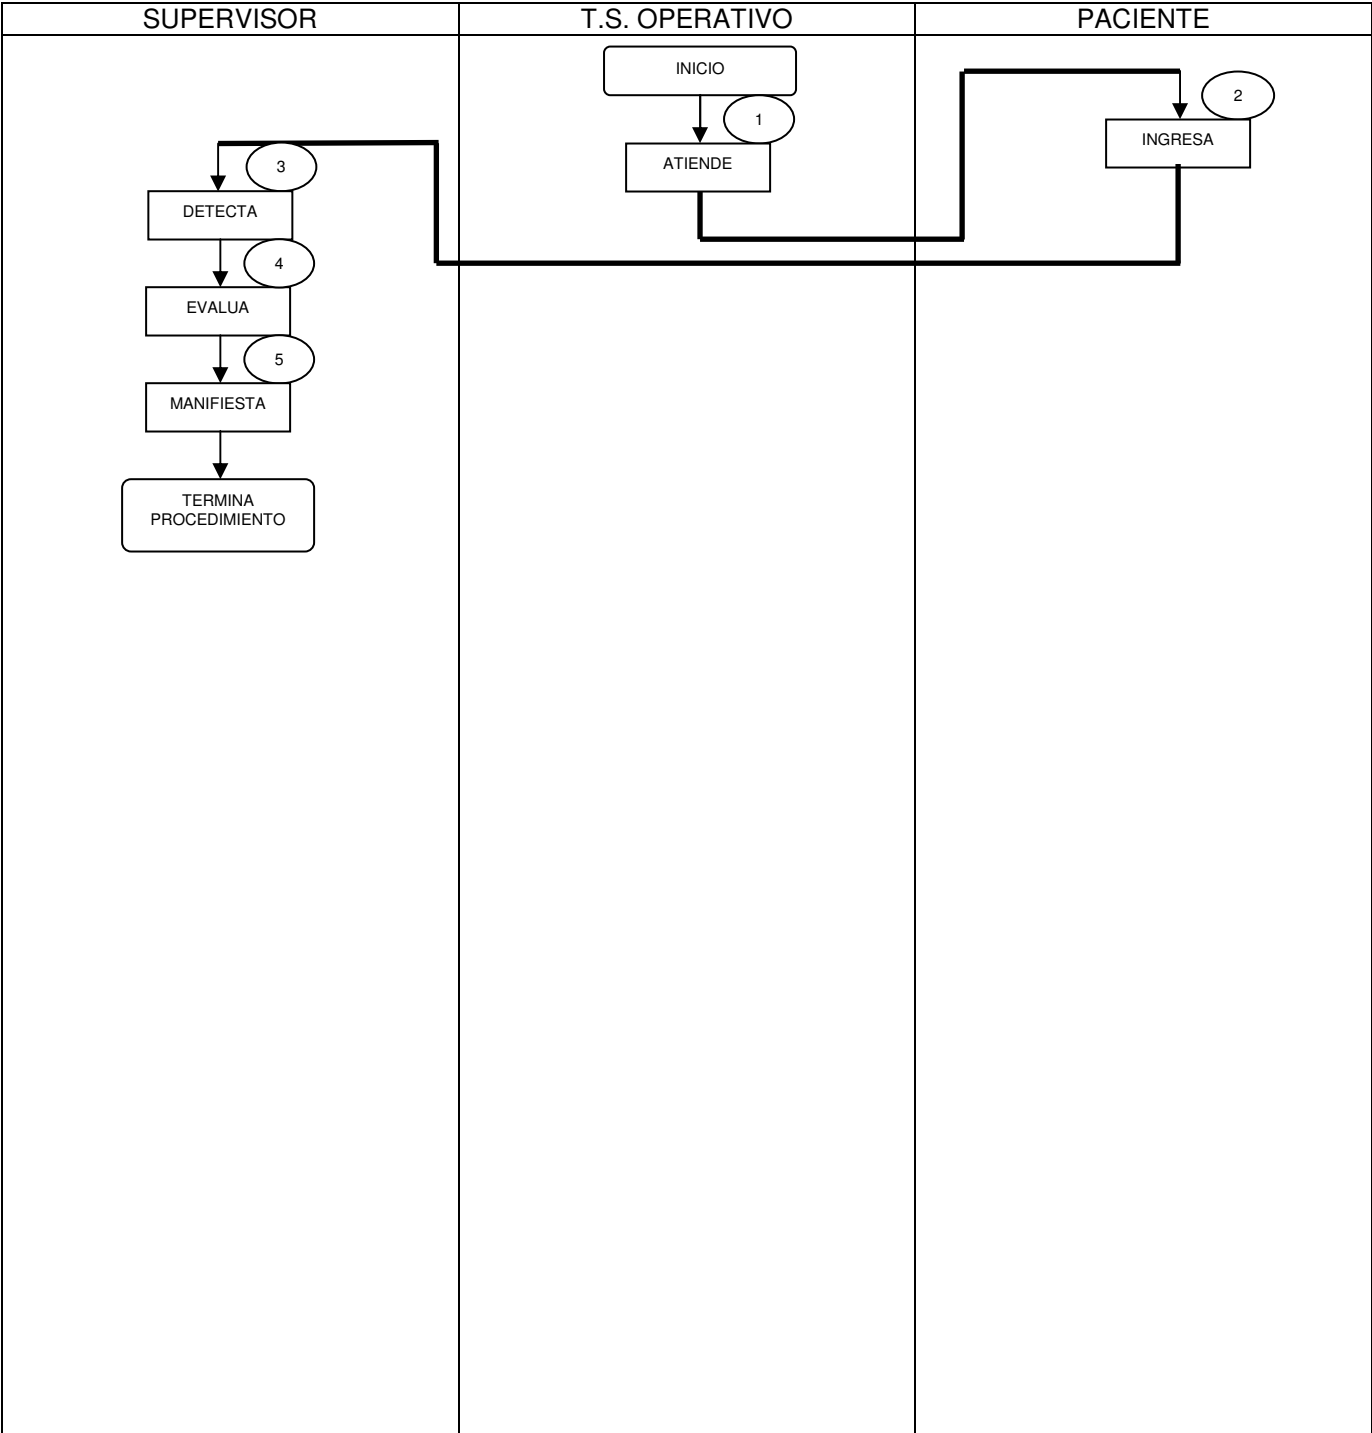 SUPERVISOR
T.S. OPERATIVO
PACIENTE
INICIO
1
ATIENDE
2
INGRESA
3
DETECTA
4
EVALUA
5
MANIFIESTA
TERMINA
PROCEDIMIENTO